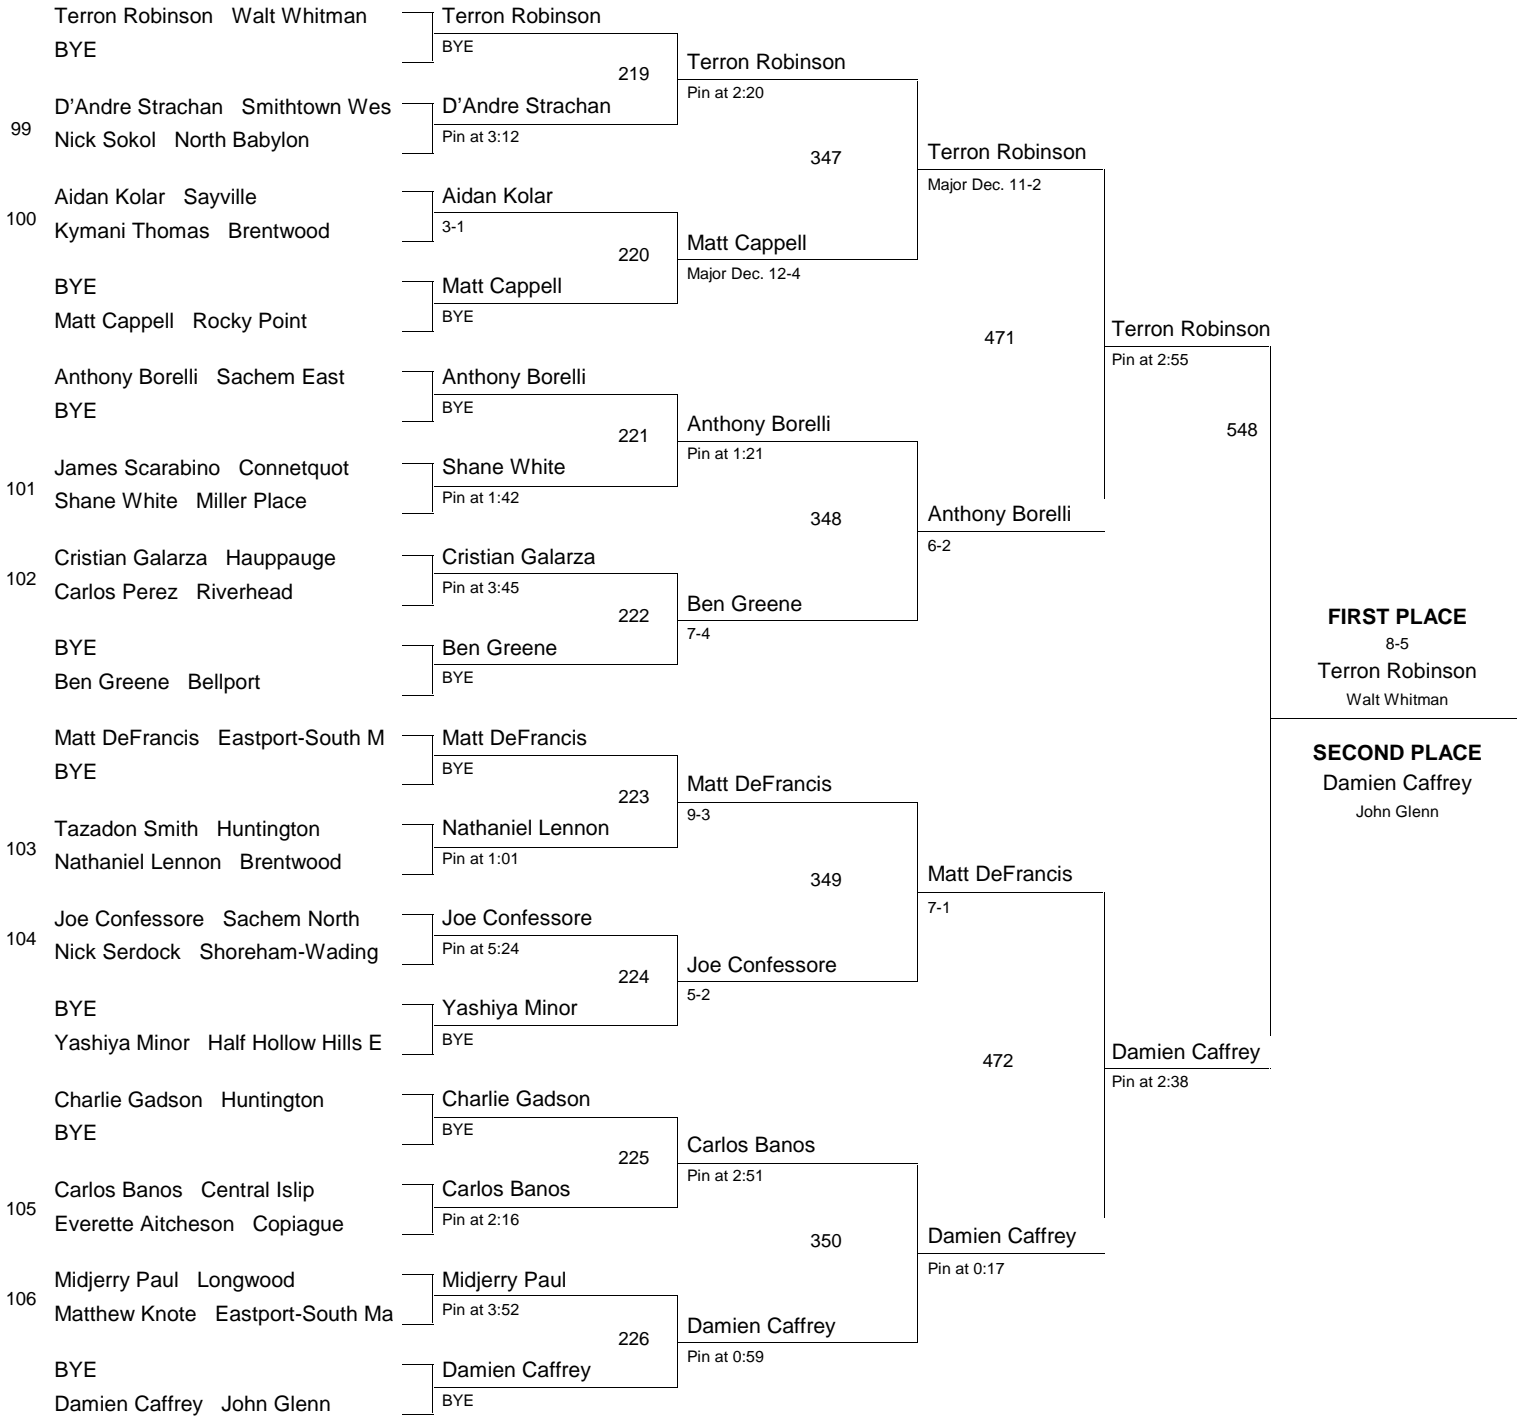 Terron Robinson Walt Whitman
BYE
99
D'Andre Strachan Smithtown Wes
Nick Sokol North Babylon
100
Aidan Kolar Sayville
Kymani Thomas Brentwood
BYE
Matt Cappell Rocky Point
Anthony Borelli Sachem East
BYE
101
James Scarabino Connetquot
Shane White Miller Place
102
Cristian Galarza Hauppauge
Carlos Perez Riverhead
BYE
Ben Greene Bellport
Matt DeFrancis Eastport-South M
BYE
103
Tazadon Smith Huntington
Nathaniel Lennon Brentwood
104
Joe Confessore Sachem North
Nick Serdock Shoreham-Wading
BYE
Yashiya Minor Half Hollow Hills E
Charlie Gadson Huntington
BYE
105
Carlos Banos Central Islip
Everette Aitcheson Copiague
106
Midjerry Paul Longwood
Matthew Knote Eastport-South Ma
BYE
Damien Caffrey John Glenn
Terron Robinson
BYE
219
D'Andre Strachan
Pin at 3:12
Aidan Kolar
3-1
220
Matt Cappell
BYE
Anthony Borelli
BYE
221
Shane White
Pin at 1:42
Cristian Galarza
Pin at 3:45
222
Ben Greene
BYE
Matt DeFrancis
BYE
223
Nathaniel Lennon
Pin at 1:01
Joe Confessore
Pin at 5:24
224
Yashiya Minor
BYE
Charlie Gadson
BYE
225
Carlos Banos
Pin at 2:16
Midjerry Paul
Pin at 3:52
226
Damien Caffrey
BYE
Terron Robinson
Pin at 2:20
347
Matt Cappell
Major Dec. 12-4
Anthony Borelli
Pin at 1:21
348
Ben Greene
7-4
Matt DeFrancis
9-3
349
Joe Confessore
5-2
Carlos Banos
Pin at 2:51
350
Damien Caffrey
Pin at 0:59
Terron Robinson
Major Dec. 11-2
471
Anthony Borelli
6-2
Matt DeFrancis
7-1
472
Damien Caffrey
Pin at 0:17
Terron Robinson
Pin at 2:55
548
Damien Caffrey
Pin at 2:38
FIRST PLACE
8-5
Terron Robinson
Walt Whitman
SECOND PLACE
Damien Caffrey
John Glenn